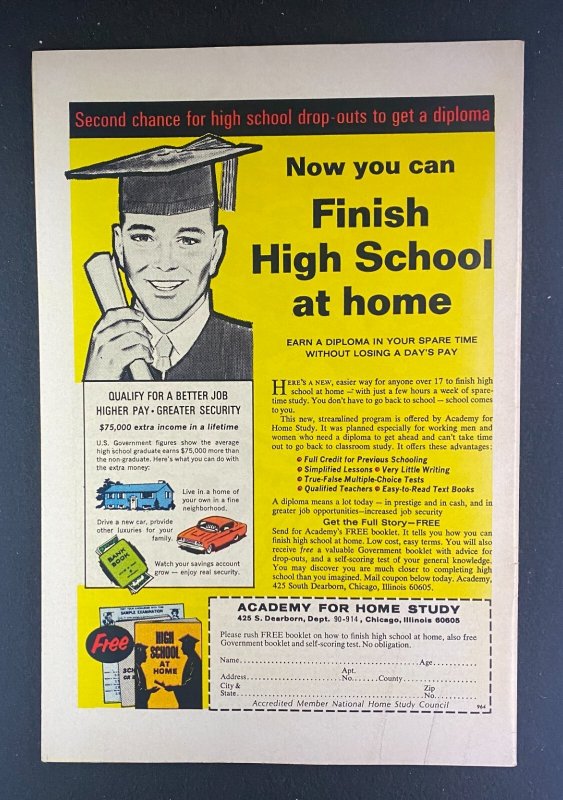 Second chance for high school drop-outs to get a diploma
Now you can
Finish
High School
at home
EARN A DIPLOMA IN YOUR SPARE TIME
WITHOUT LOSING A DAY'S PAY
HERE'S A NEW, easier way for anyone over 17 to finish high
school at home — with just a few hours a week of spare-
time study. You don't have to go back to school — school comes
to you.
This new, streamlined program is offered by Academy for
Home Study. It was planned especially for working men and
women who need a diploma to get ahead and can't take time
out to go back to classroom study. It offers these advantages:
Full Credit for Previous Schooling
Simplified Lessons Very Little Writing
True-False Multiple-Choice Tests
Qualified Teachers Easy-to-Read Text Books
A diploma means a lot today — in prestige and in cash, and in
greater job opportunities—increased job security
Get the Full Story—FREE
Send for Academy's FREE booklet. It tells you how you can
finish high school at home. Low cost, easy terms. You will also
receive free a valuable Government booklet with advice for
drop-outs, and a self-scoring test of your general knowledge.
You may discover you are much closer to completing high
school than you imagined. Mail coupon below today. Academy,
425 South Dearborn, Chicago, Illinois 60605.
QUALIFY FOR A BETTER JOB
HIGHER PAY • GREATER SECURITY
$75,000 extra income in a lifetime
U.S. Government figures show the average
high school graduate earns $75,000 more than
the non-graduate. Here's what you can do with
the extra money:
Live in a home of
your own in a fine
neighborhood.
Drive a new car, provide
other luxuries for your
family.
BANK
BOOK
Watch your savings account
grow — enjoy real security.
Free
SAMPLE EXAMINATION
HIGH
SCHOOL
AT
HOME
ACADEMY FOR HOME STUDY
425 S. Dearborn, Dept. 90-914, Chicago, Illinois 60605
Please rush FREE booklet on how to finish high school at home, also free
Government booklet and self-scoring test. No obligation.
Name Age
Apt.
Address No. County
City & Zip
State No.
Accredited Member National Home Study Council 964